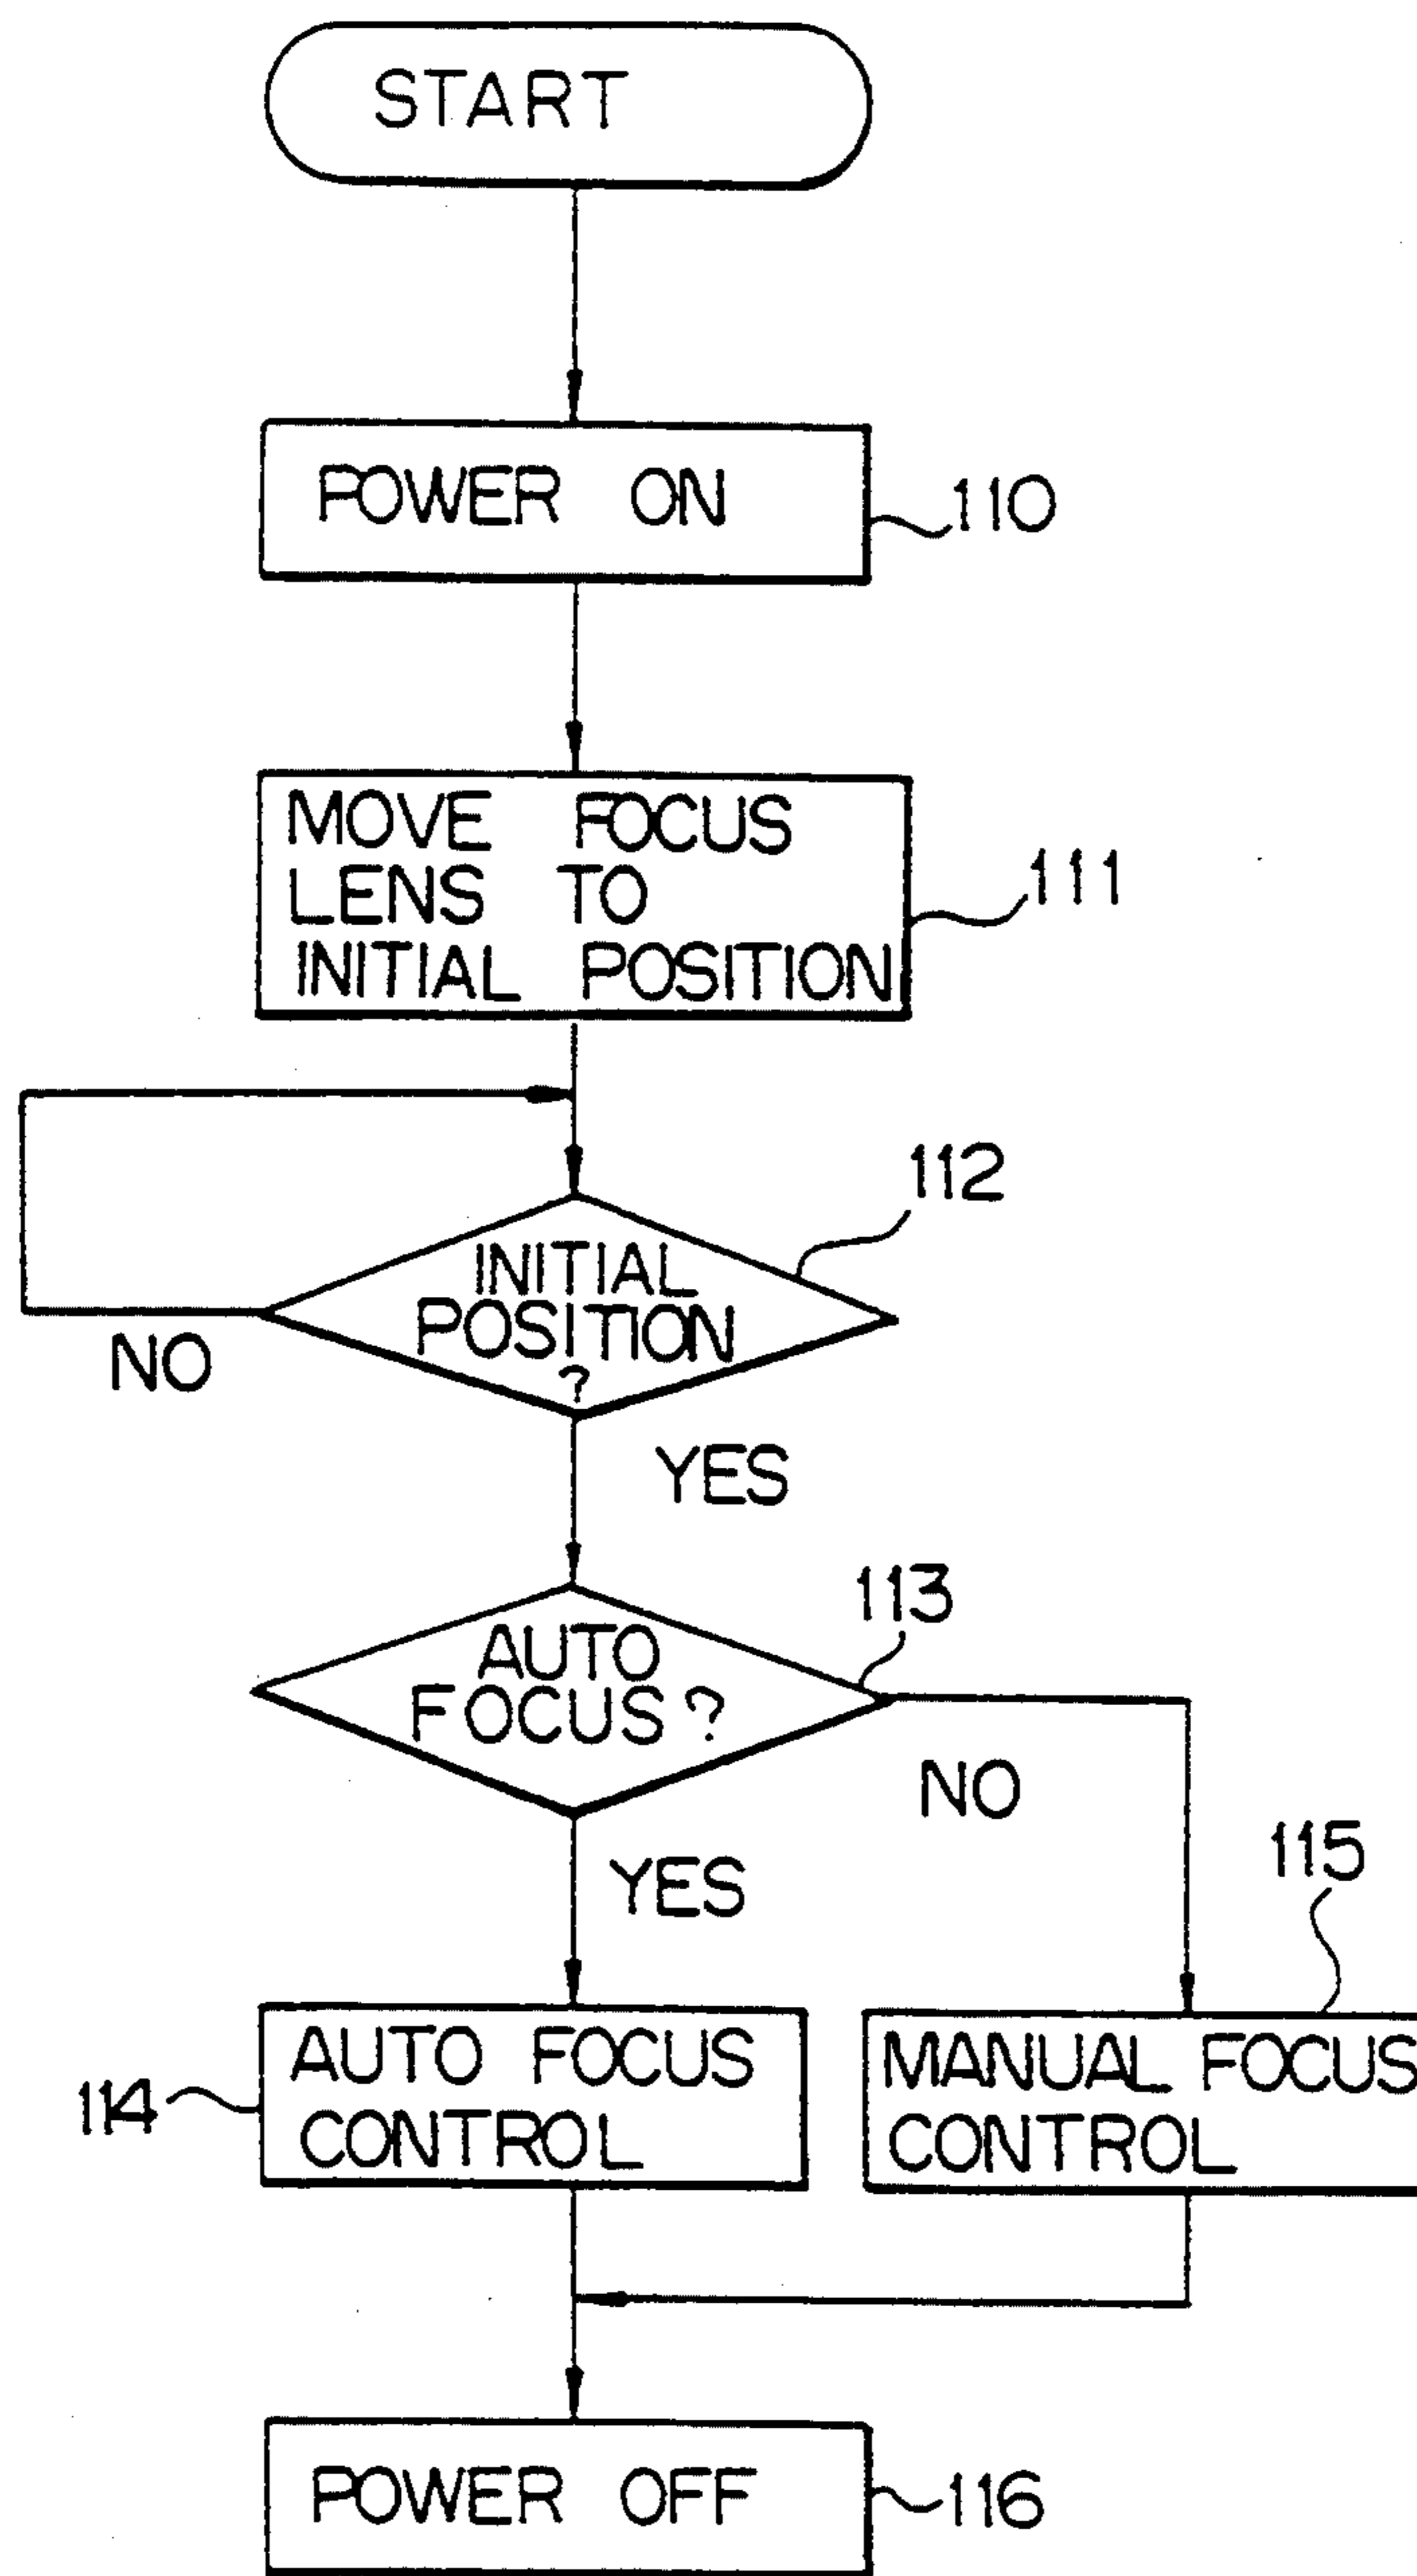 START
POWER ON
110
MOVE FOCUS
LENS TO
INITIAL POSITION
111
112
INITIAL
POSITION
?
NO
YES
113
AUTO
FOCUS?
NO
YES
115
AUTO FOCUS
CONTROL
114
MANUAL FOCUS
CONTROL
POWER OFF
116